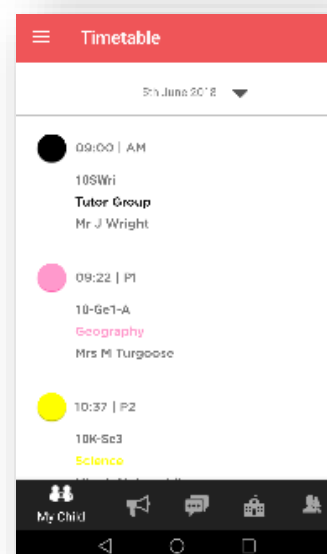 Timetable
5th June 2018
09:00 | AM
10SWri
Tutor Group
Mr J Wright
09:22 | P1
10-Ge1-A
Geography
Mrs M Turgoose
10:37 | P2
10K-Sc3
Science
My Child